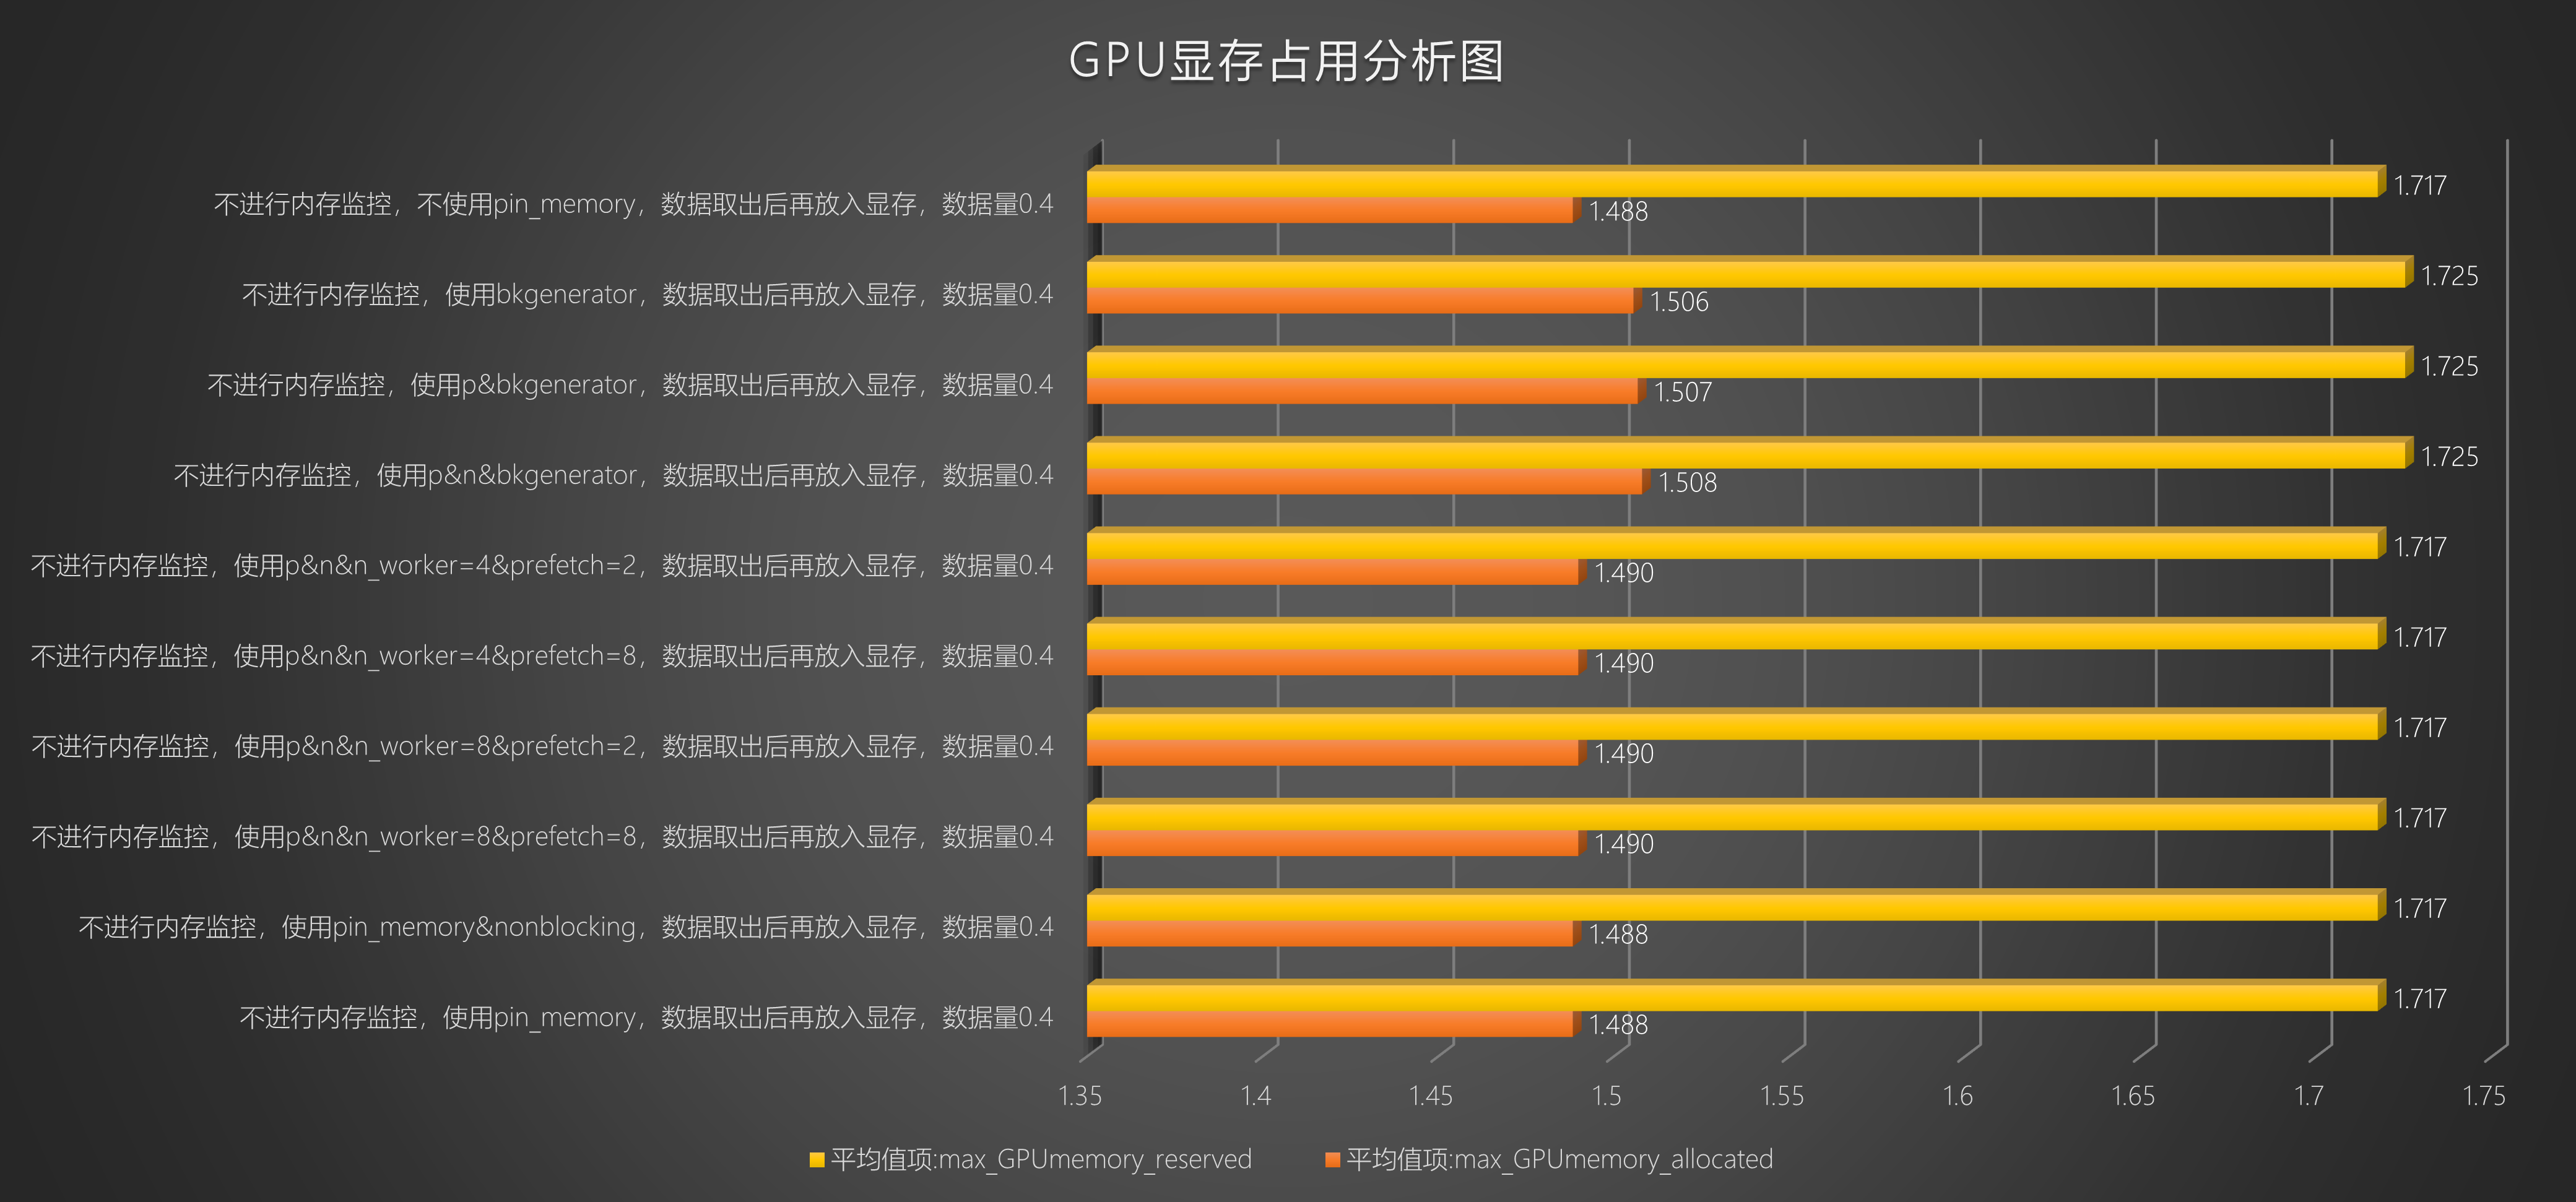 GPU显存占用分析图
不进行内存监控，不使用pin_memory，数据取出后再放入显存，数据量0.4
1.717
1.488
不进行内存监控，使用bkgenerator，数据取出后再放入显存，数据量0.4
1.725
1.506
不进行内存监控，使用p&bkgenerator，数据取出后再放入显存，数据量0.4
1.725
1.507
不进行内存监控，使用p&n&bkgenerator，数据取出后再放入显存，数据量0.4
1.725
1.508
不进行内存监控，使用p&n&n_worker=4&prefetch=2，数据取出后再放入显存，数据量0.4
1.717
1.490
不进行内存监控，使用p&n&n_worker=4&prefetch=8，数据取出后再放入显存，数据量0.4
1.717
1.490
不进行内存监控，使用p&n&n_worker=8&prefetch=2，数据取出后再放入显存，数据量0.4
1.717
1.490
不进行内存监控，使用p&n&n_worker=8&prefetch=8，数据取出后再放入显存，数据量0.4
1.717
1.490
不进行内存监控，使用pin_memory&nonblocking，数据取出后再放入显存，数据量0.4
1.717
1.488
不进行内存监控，使用pin_memory，数据取出后再放入显存，数据量0.4
1.717
1.488
1.35 1.4 1.45 1.5 1.55 1.6 1.65 1.7 1.75
平均值项:max_GPUmemory_reserved 平均值项:max_GPUmemory_allocated